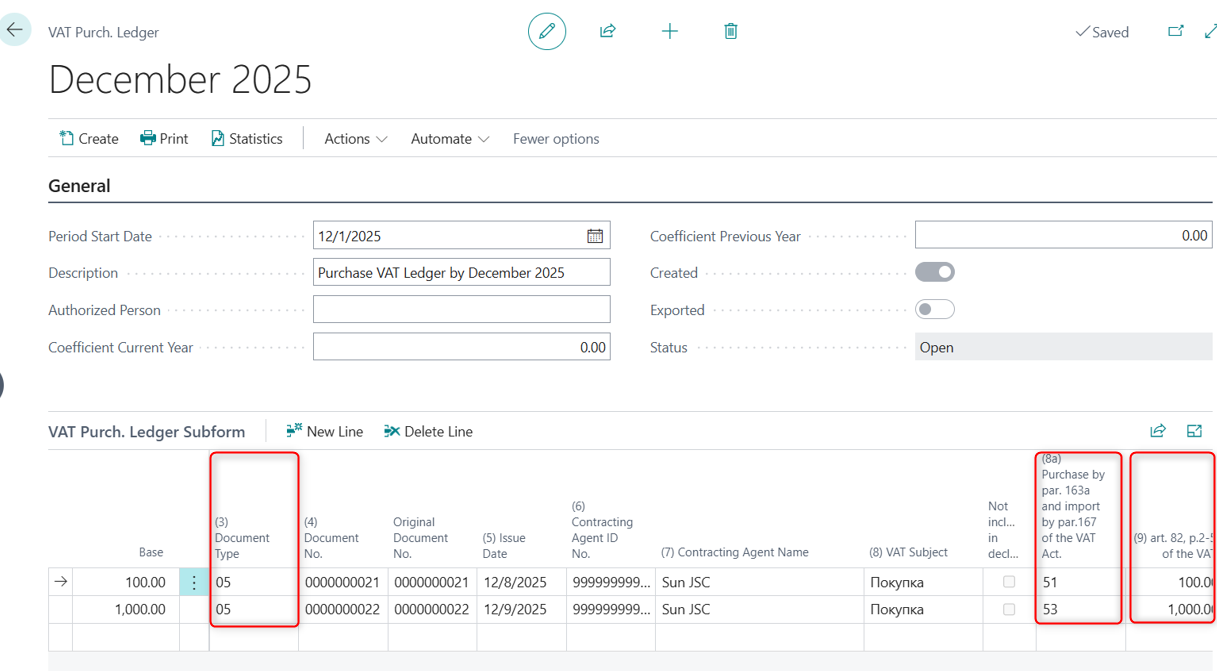 VAT Purch. Ledger
Saved
December 2025
Create Print Statistics Actions Automate Fewer options
General
Period Start Date 12/1/2025 Coefficient Previous Year 0.00
Description Purchase VAT Ledger by December 2025 Created
Authorized Person Exported
Coefficient Current Year 0.00 Status Open
VAT Purch. Ledger Subform New Line Delete Line
Base
(3)
Document
Type
(4)
Document
No.
Original
Document
No.
(5) Issue
Date
(6)
Contracting
Agent ID
No.
(7) Contracting Agent Name
(8) VAT Subject
Not
incl...
in
decl...
(8a)
Purchase by
par. 163a
and import
by par.167
of the VAT
Act.
(9) art. 82, p.2-5
of the VA
100.00 05 0000000021 0000000021 12/8/2025 999999999... Sun JSC Покупка 51 100.00
1,000.00 05 0000000022 0000000022 12/9/2025 999999999... Sun JSC Покупка 53 1,000.00